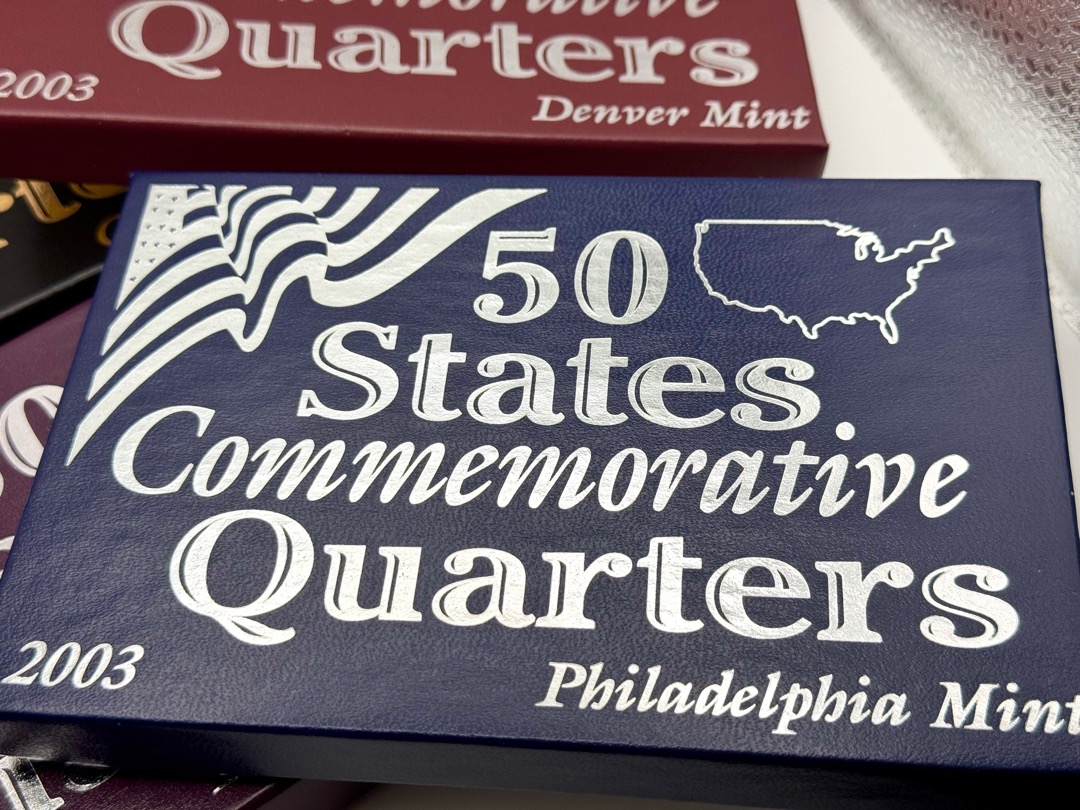 Quarters
2003
Denver Mint
50
States
Commemorative
Quarters
2003
Philadelphia Mint